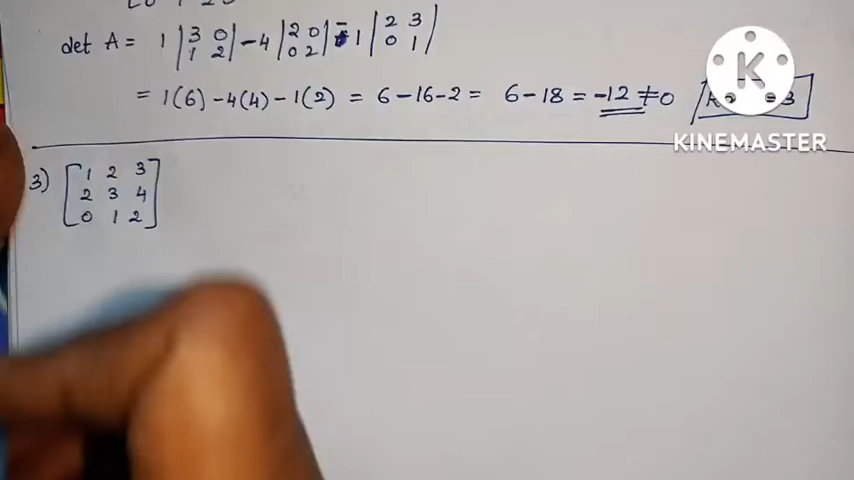 det A = 1 |3 0| - 4 |2 0| - 1 |2 3|
1 2 0 2 0 1
= 1(6) - 4(4) - 1(2) = 6 - 16 - 2 = 6 - 18 = -12 ≠ 0
KINEMASTER
3) [1 2 3
2 3 4
0 1 2]